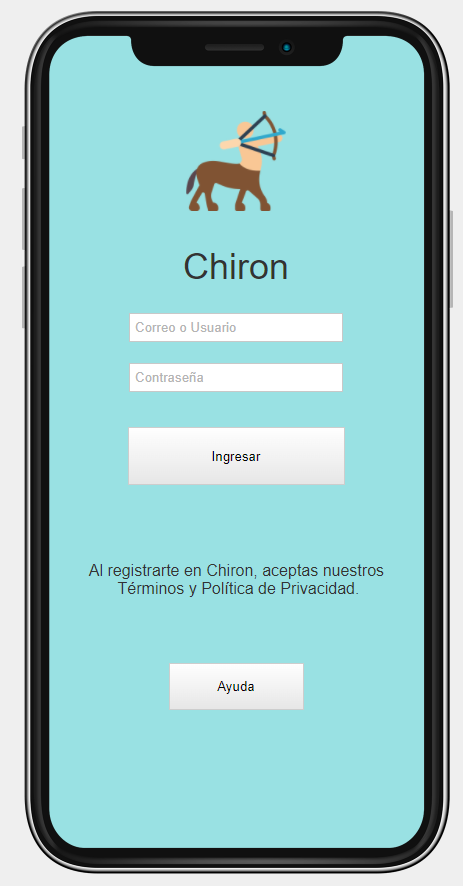 Chiron
Correo o Usuario
Contraseña
Ingresar
Al registrarte en Chiron, aceptas nuestros
Términos y Política de Privacidad.
Ayuda